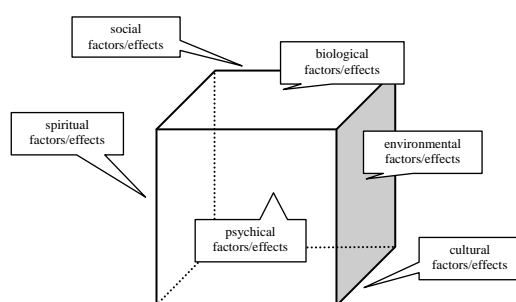 social
factors/effects
biological
factors/effects
spiritual
factors/effects
environmental
factors/effects
psychical
factors/effects
cultural
factors/effects